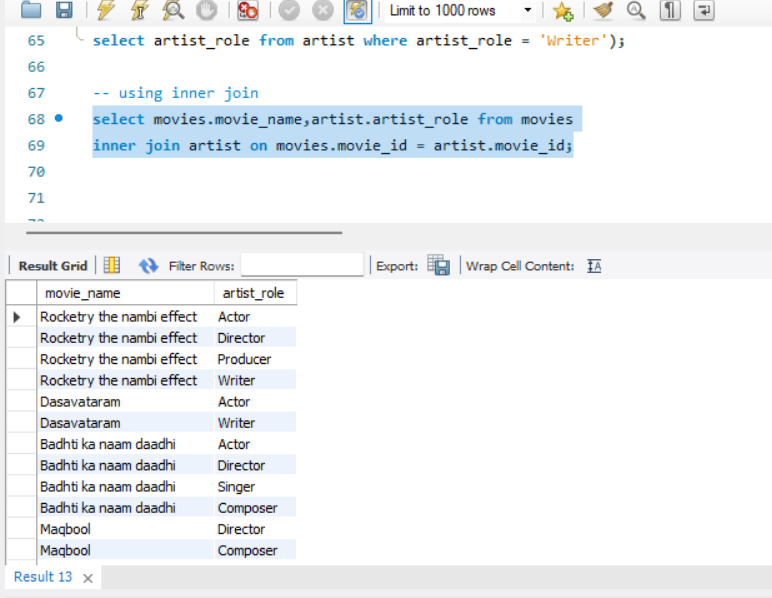 Limit to 1000 rows
65 select artist_role from artist where artist_role = 'Writer');
66
67 -- using inner join
68 select movies.movie_name,artist.artist_role from movies
69 inner join artist on movies.movie_id = artist.movie_id;
70
71
Result Grid Filter Rows: Export: Wrap Cell Content: IA
movie_name artist_role
Rocketry the nambi effect Actor
Rocketry the nambi effect Director
Rocketry the nambi effect Producer
Rocketry the nambi effect Writer
Dasavataram Actor
Dasavataram Writer
Badhti ka naam daadhi Actor
Badhti ka naam daadhi Director
Badhti ka naam daadhi Singer
Badhti ka naam daadhi Composer
Maqbool Director
Maqbool Composer
Result 13 ×